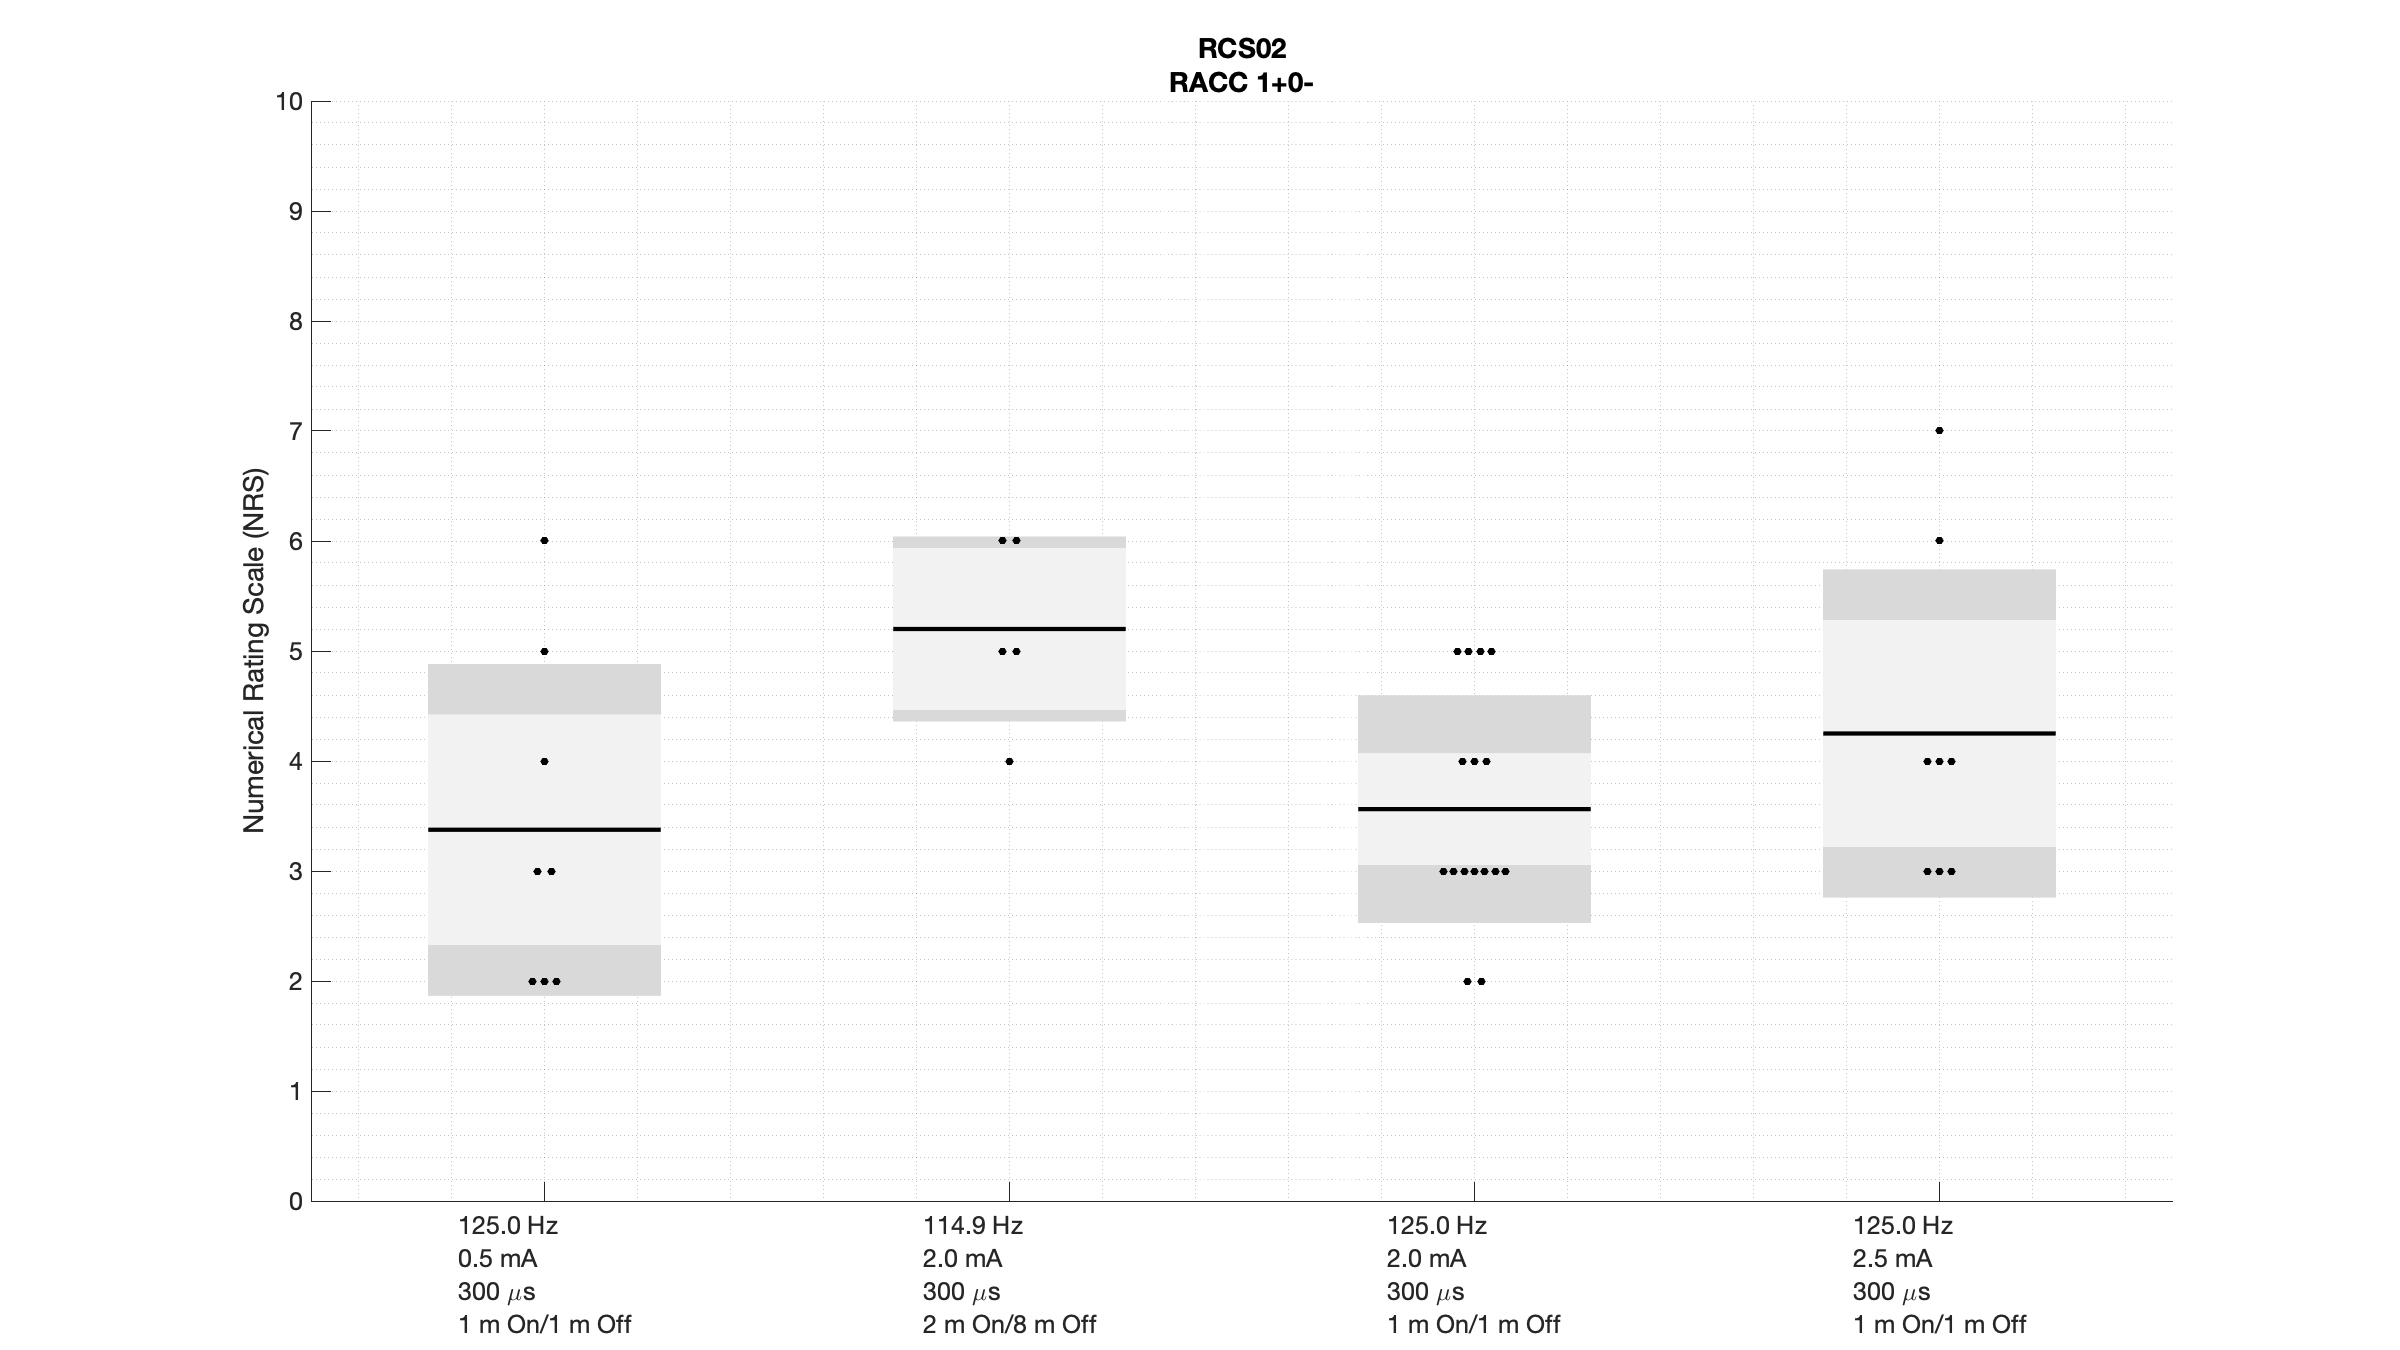 RCS02
RACC 1+0-
10
9
8
7
6
5
4
3
2
1
0
Numerical Rating Scale (NRS)
125.0 Hz
0.5 mA
300 μs
1 m On/1 m Off
114.9 Hz
2.0 mA
300 μs
2 m On/8 m Off
125.0 Hz
2.0 mA
300 μs
1 m On/1 m Off
125.0 Hz
2.5 mA
300 μs
1 m On/1 m Off